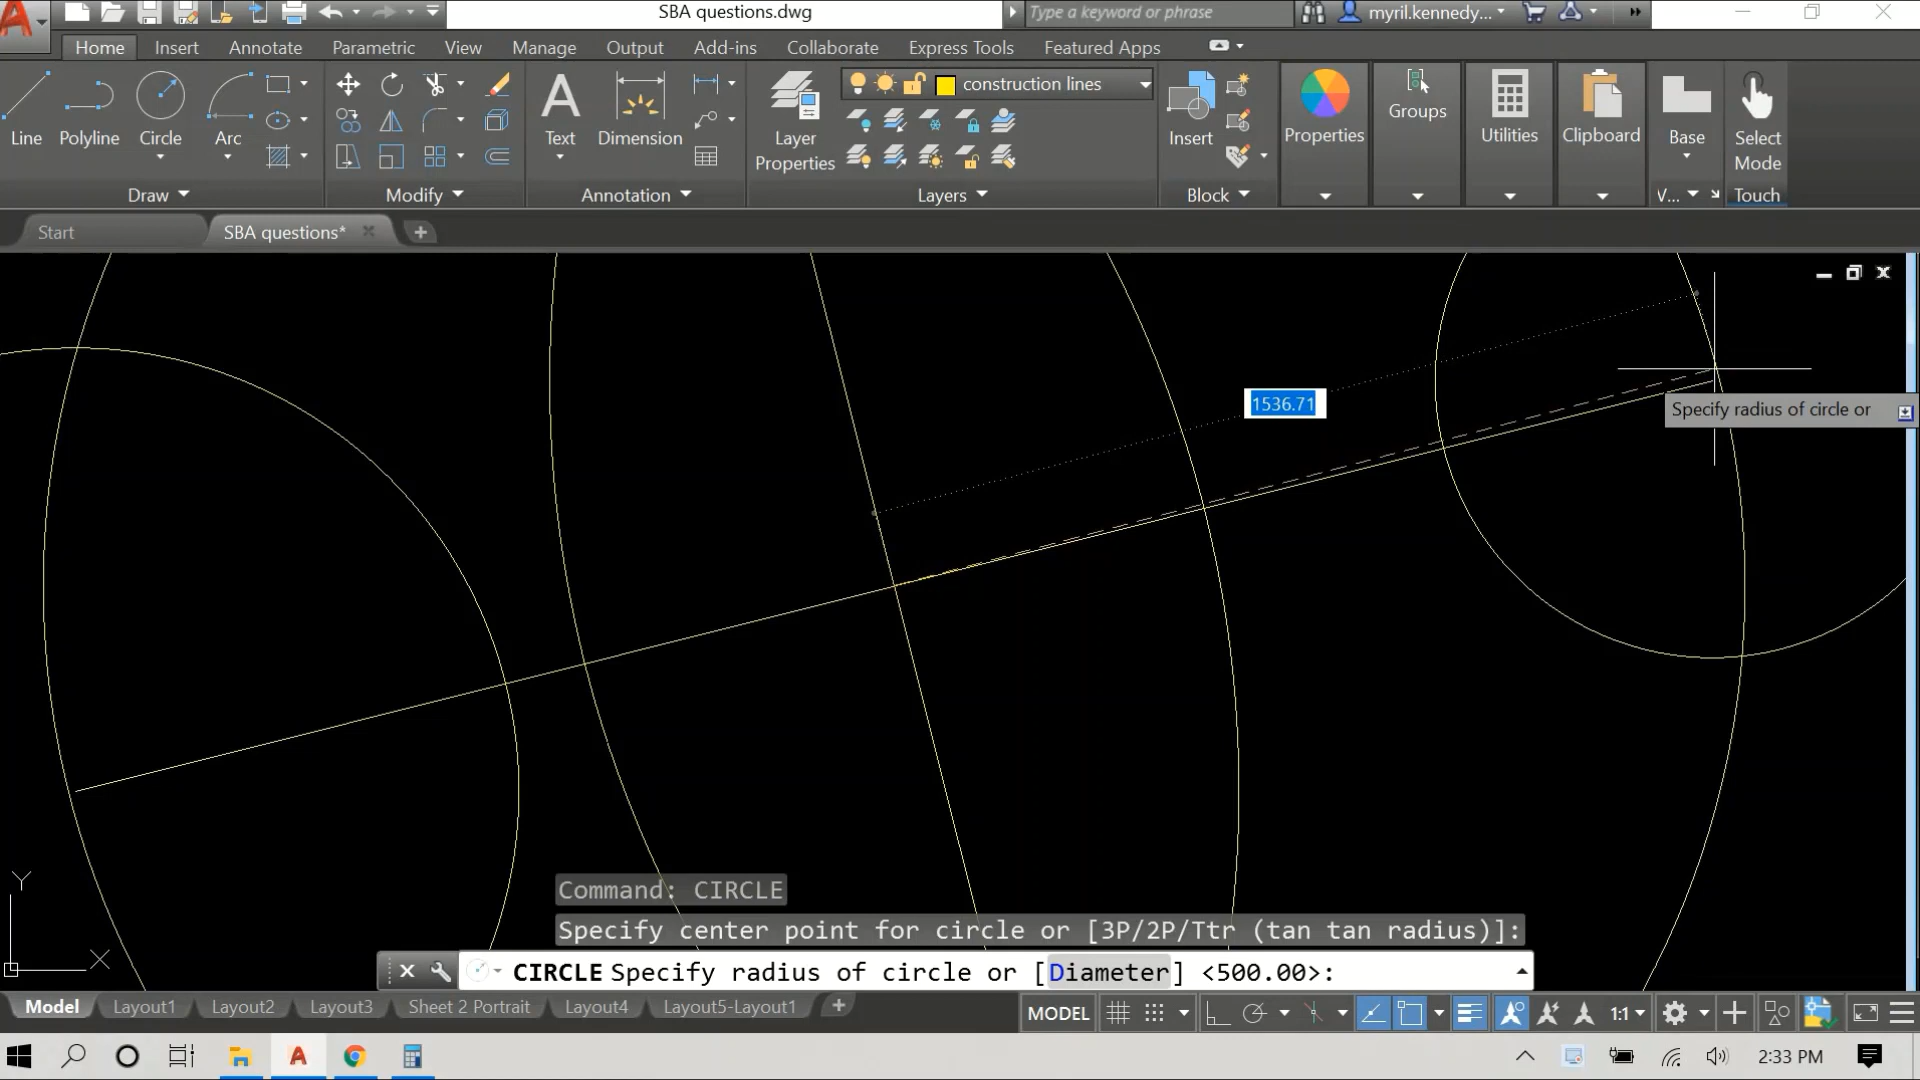 SBA questions.dwg
Type a keyword or phrase
myril.kennedy...
Home Insert Annotate Parametric View Manage Output Add-ins Collaborate Express Tools Featured Apps
construction lines
Line Polyline Circle Arc
Text Dimension
Layer
Properties
Insert
Properties
Groups
Utilities
Clipboard
Base
Select
Mode
Draw Modify Annotation Layers Block V... Touch
Start SBA questions*
1536.71
Specify radius of circle or
Y
X
Command: CIRCLE
Specify center point for circle or [3P/2P/Ttr (tan tan radius)]:
CIRCLE Specify radius of circle or [Diameter] <500.00>:
Model Layout1 Layout2 Layout3 Sheet 2 Portrait Layout4 Layout5-Layout1
MODEL 1:1
2:33 PM